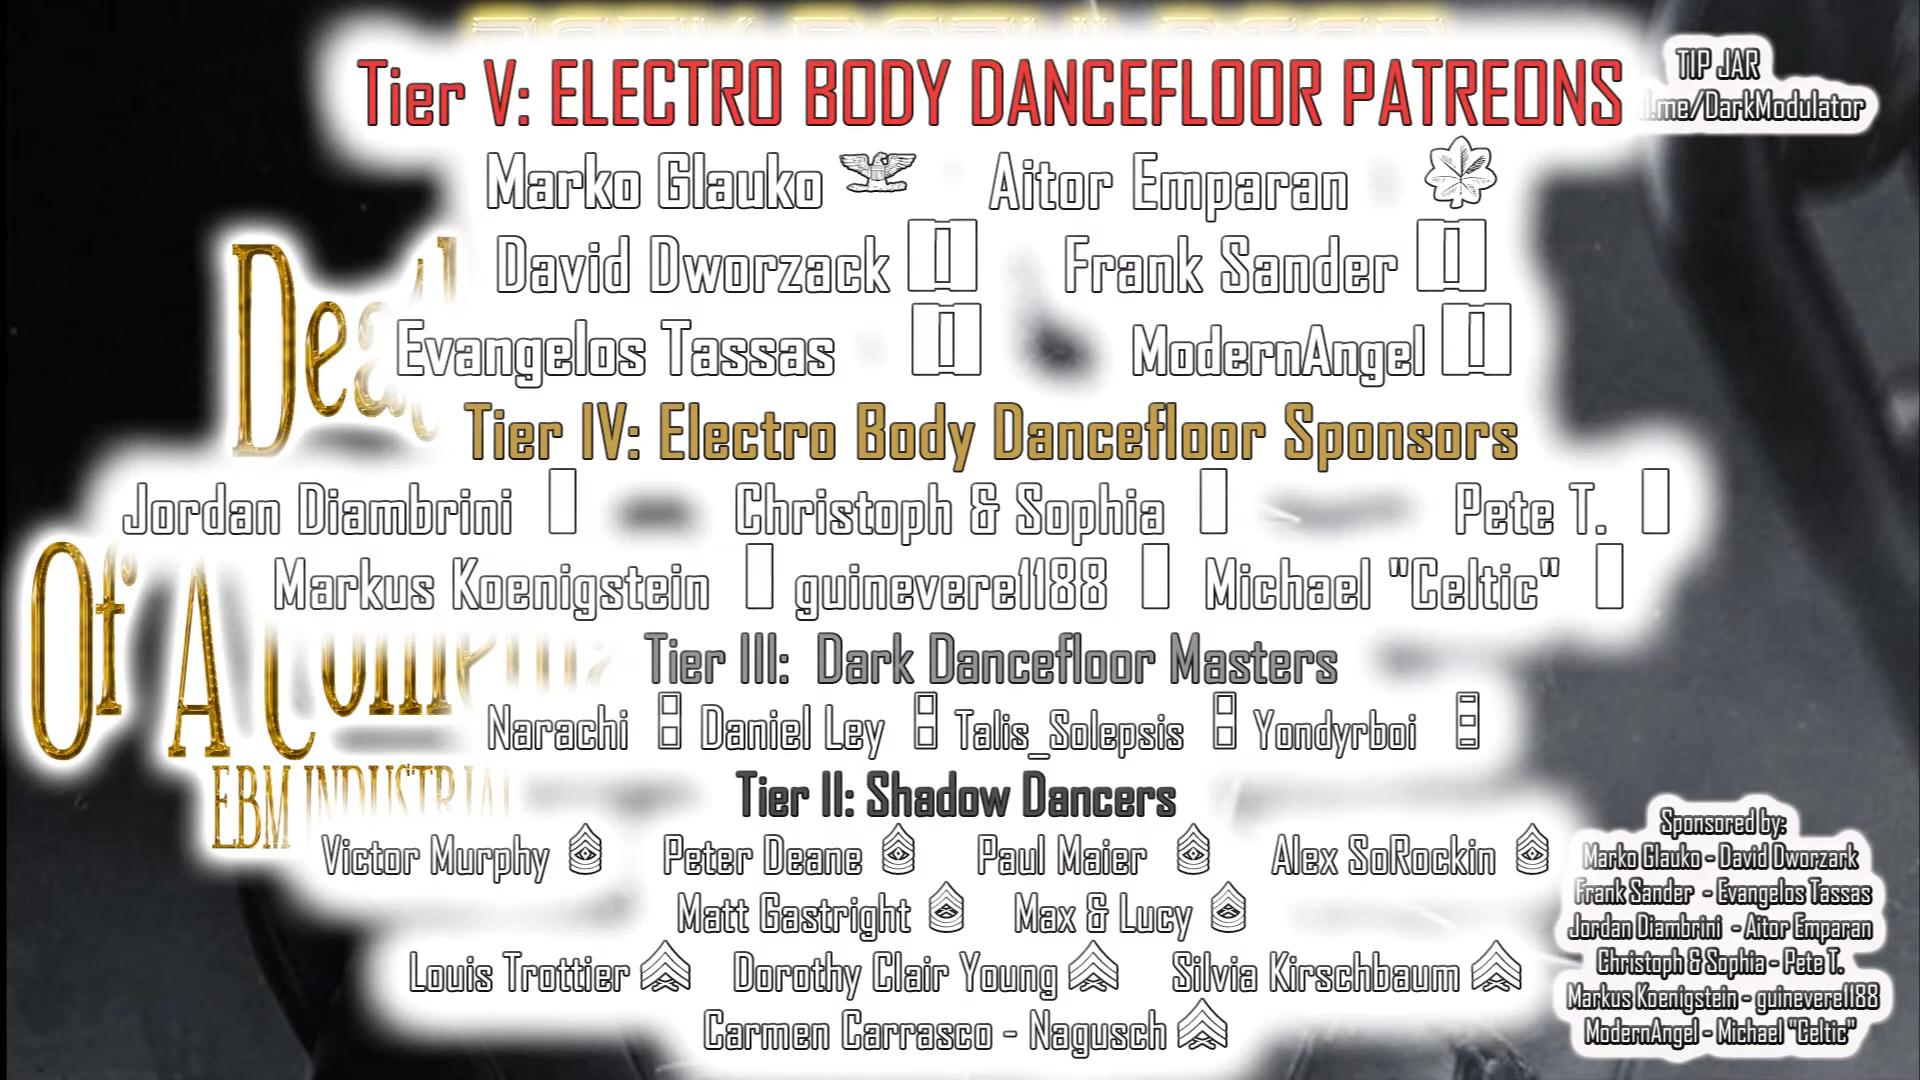 Tier V: ELECTRO BODY DANCEFLOOR PATREONS
TIP JAR
.me/DarkModulator
Marko Glauko Aitor Emparan
David Dworzack Frank Sander
Evangelos Tassas ModernAngel
Tier IV: Electro Body Dancefloor Sponsors
Jordan Diambrini Christoph & Sophia Pete T.
Markus Koenigstein guinevere1188 Michael "Celtic"
Tier III: Dark Dancefloor Masters
Narachi Daniel Ley Talis_Solepsis Yondyrboi
Tier II: Shadow Dancers
Victor Murphy Peter Deane Paul Maier Alex SoRockin
Matt Gastright Max & Lucy
Louis Trottier Dorothy Clair Young Silvia Kirschbaum
Carmen Carrasco - Nagusch
Of A
EBM INDUSTRIAL
Sponsored by:
Marko Glauko - David Dworzark
Frank Sander - Evangelos Tassas
Jordan Diambrini - Aitor Emparan
Christoph & Sophia - Pete T.
Markus Koenigstein - guinevere1188
ModernAngel - Michael "Celtic"